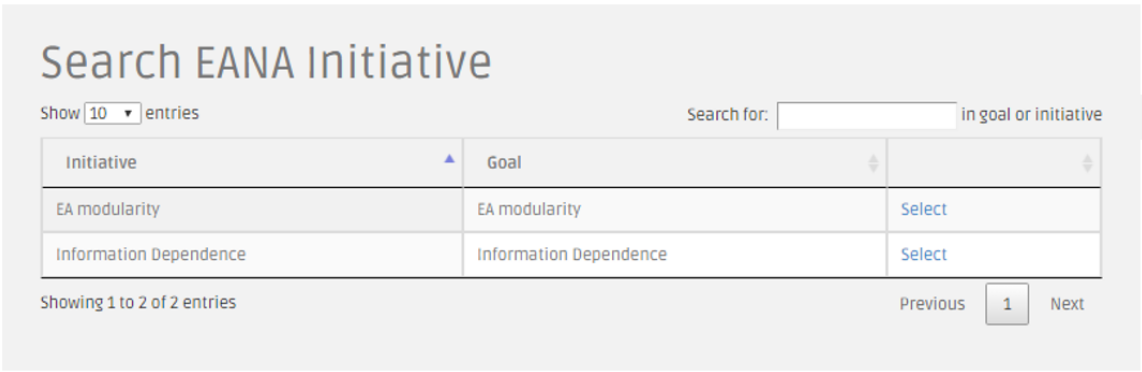 Search EANA Initiative
Show 10 entries Search for: in goal or initiative
Initiative Goal
EA modularity EA modularity Select
Information Dependence Information Dependence Select
Showing 1 to 2 of 2 entries Previous 1 Next